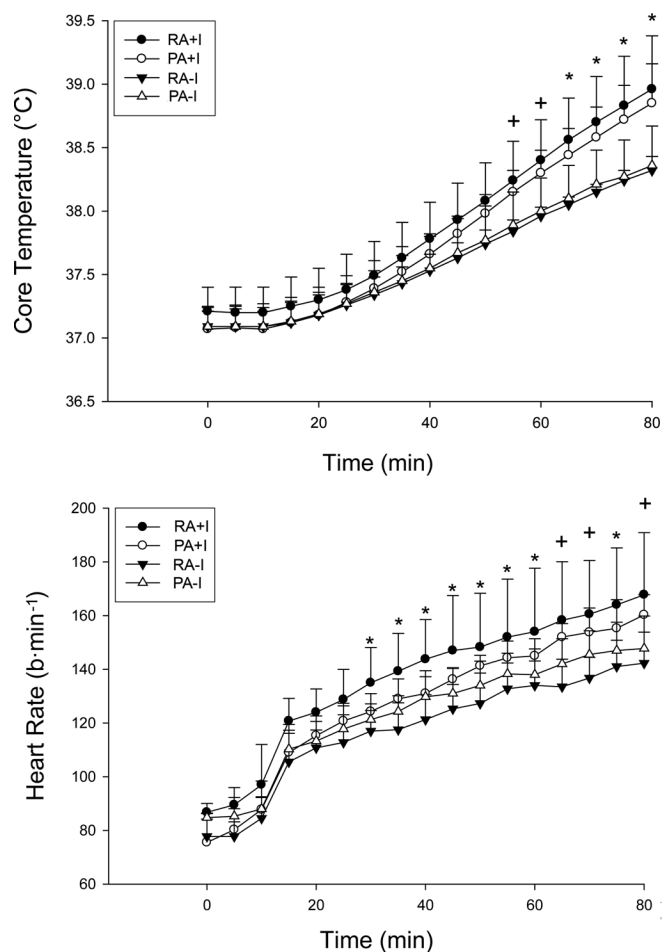 39.5
39.0
38.5
38.0
37.5
37.0
36.5
Core Temperature (°C)
RA+I
PA+I
RA-I
PA-I
+ + * * * *
0 20 40 60 80
Time (min)
200
180
160
140
120
100
80
60
Heart Rate (b·min⁻¹)
RA+I
PA+I
RA-I
PA-I
* * * * * * * + + * +
0 20 40 60 80
Time (min)